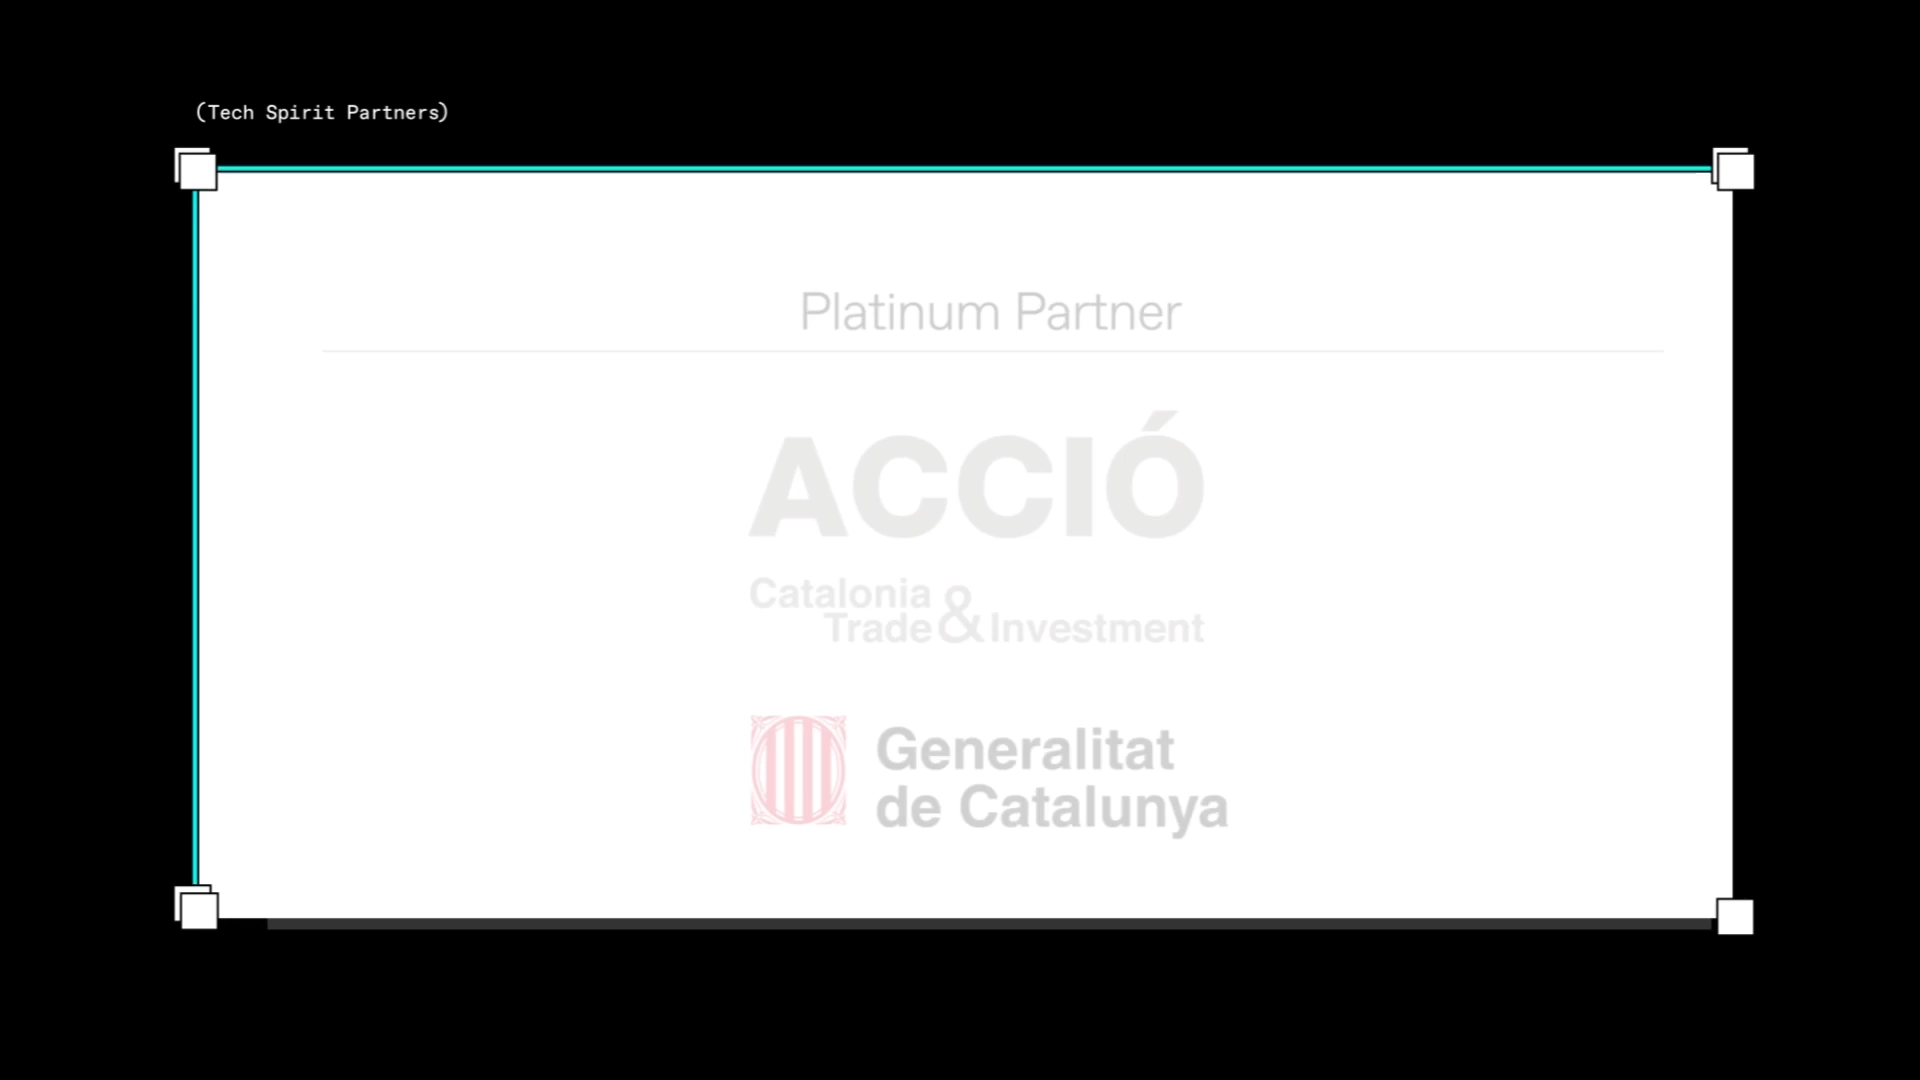 (Tech Spirit Partners)
Platinum Partner
ACCIÓ
Catalonia
Trade & Investment
Generalitat
de Catalunya